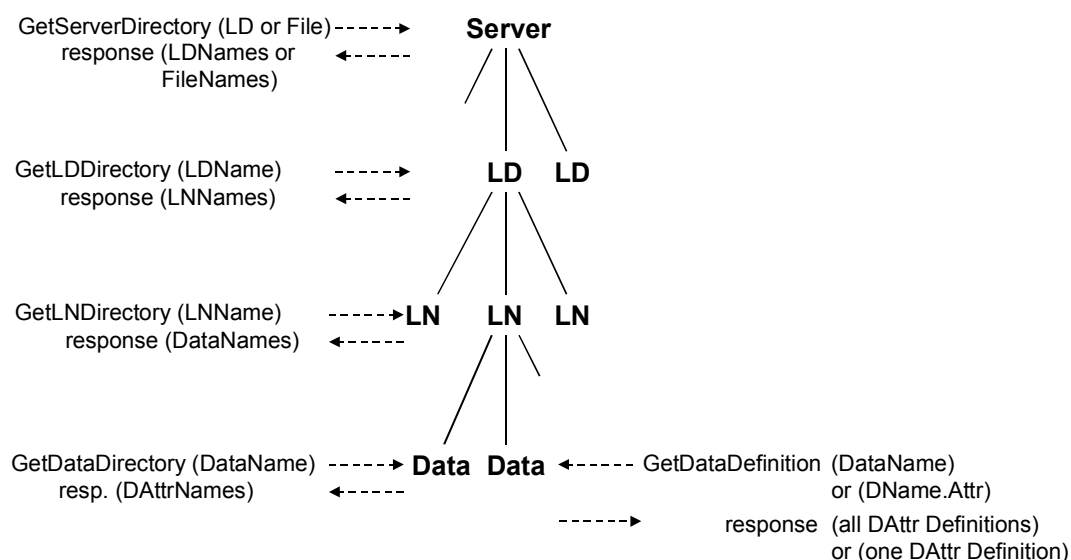 GetServerDirectory (LD or File)
Server
response (LDNames or
FileNames)
GetLDDirectory (LDName)
LD LD
response (LNNames)
GetLNDirectory (LNName)
LN LN LN
response (DataNames)
GetDataDirectory (DataName)
Data Data
GetDataDefinition (DataName)
resp. (DAttrNames)
or (DName.Attr)
response (all DAttr Definitions)
or (one DAttr Definition)